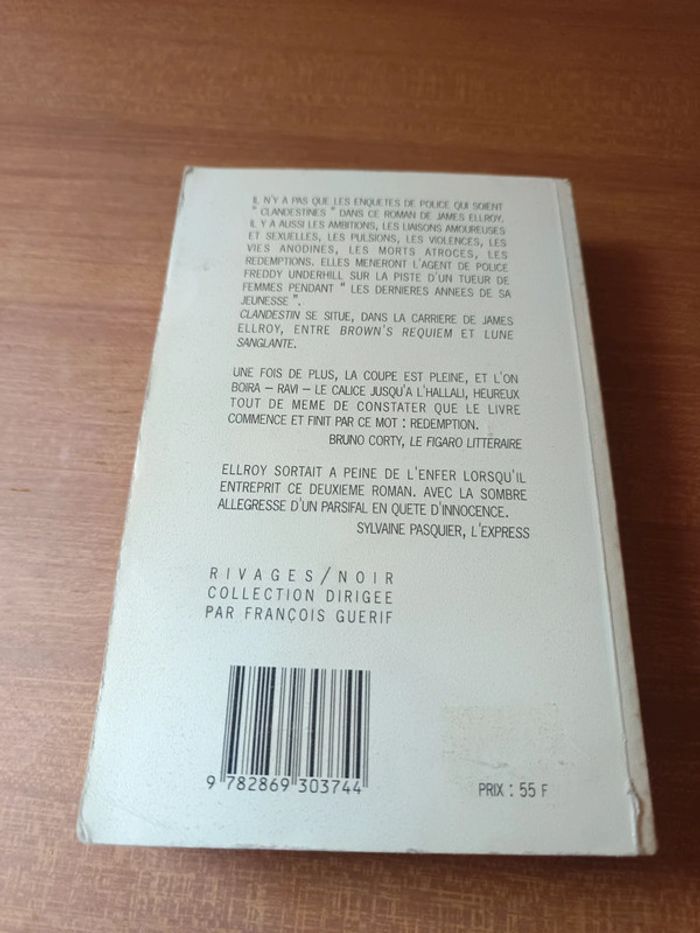 IL N'Y A PAS QUE LES ENQUETES DE POLICE QUI SOIENT
" CLANDESTINES " DANS CE ROMAN DE JAMES ELLROY.
IL Y A AUSSI LES AMBITIONS, LES LIAISONS AMOUREUSES
ET SEXUELLES, LES PULSIONS, LES VIOLENCES, LES
VIES ANODINES, LES MORTS ATROCES, LES
REDEMPTIONS. ELLES MENERONT L'AGENT DE POLICE
FREDDY UNDERHILL SUR LA PISTE D'UN TUEUR DE
FEMMES PENDANT " LES DERNIERES ANNEES DE SA
JEUNESSE ".
CLANDESTIN SE SITUE, DANS LA CARRIERE DE JAMES
ELLROY, ENTRE BROWN'S REQUIEM ET LUNE
SANGLANTE.
UNE FOIS DE PLUS, LA COUPE EST PLEINE, ET L'ON
BOIRA – RAVI – LE CALICE JUSQU'A L'HALLALI, HEUREUX
TOUT DE MEME DE CONSTATER QUE LE LIVRE
COMMENCE ET FINIT PAR CE MOT : REDEMPTION.
BRUNO CORTY, LE FIGARO LITTERAIRE
ELLROY SORTAIT A PEINE DE L'ENFER LORSQU'IL
ENTREPRIT CE DEUXIEME ROMAN. AVEC LA SOMBRE
ALLEGRESSE D'UN PARSIFAL EN QUETE D'INNOCENCE.
SYLVAINE PASQUIER, L'EXPRESS
RIVAGES/NOIR
COLLECTION DIRIGEE
PAR FRANÇOIS GUERIF
9 782869 303744
PRIX : 55 F